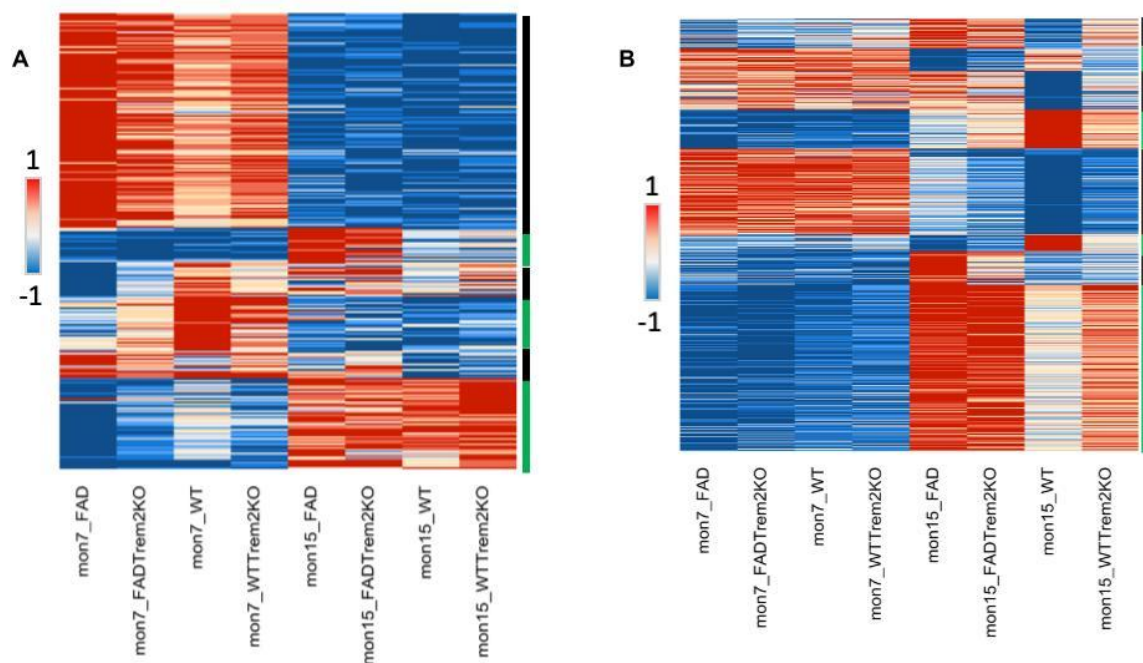 A
B
1
-1
1
-1
mon7_FAD
mon7_FADTrem2KO
mon7_WT
mon7_WTTrem2KO
mon15_FAD
mon15_FADTrem2KO
mon15_WT
mon15_WTTrem2KO
mon7_FAD
mon7_FADTrem2KO
mon7_WT
mon7_WTTrem2KO
mon15_FAD
mon15_FADTrem2KO
mon15_WT
mon15_WTTrem2KO